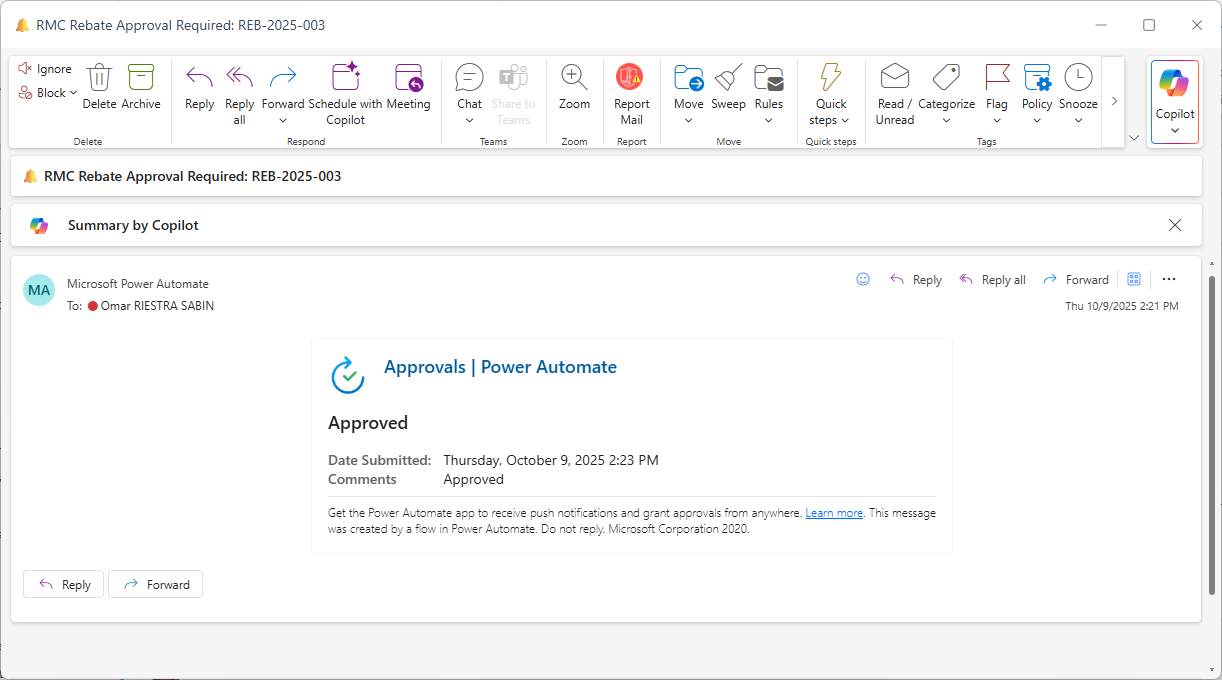 🔔 RMC Rebate Approval Required: REB-2025-003
Ignore
Block
Delete Archive
Delete
Reply Reply all Forward Schedule with Copilot Meeting
Respond
Chat Share to Teams
Teams
Zoom
Zoom
Report Mail
Report
Move Sweep Rules
Move
Quick steps
Quick steps
Read / Unread Categorize Flag Policy Snooze
Tags
Copilot
🔔 RMC Rebate Approval Required: REB-2025-003
Summary by Copilot
MA
Microsoft Power Automate
To: Omar RIESTRA SABIN
Reply Reply all Forward
Thu 10/9/2025 2:21 PM
Approvals | Power Automate
Approved
Date Submitted: Thursday, October 9, 2025 2:23 PM
Comments Approved
Get the Power Automate app to receive push notifications and grant approvals from anywhere. Learn more. This message
was created by a flow in Power Automate. Do not reply. Microsoft Corporation 2020.
Reply Forward